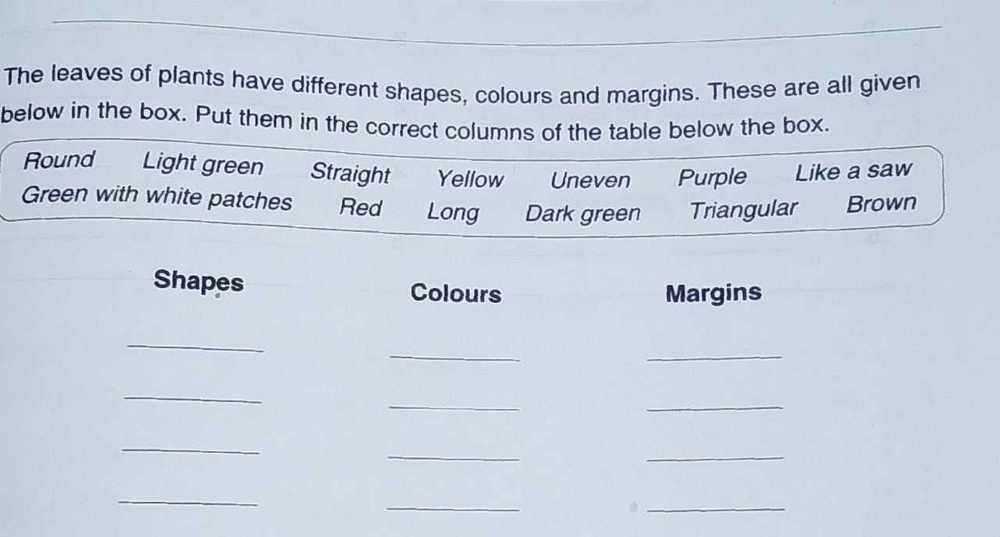 The leaves of plants have different shapes, colours and margins. These are all given
below in the box. Put them in the correct columns of the table below the box.
Round Light green Straight Yellow Uneven Purple Like a saw
Green with white patches Red Long Dark green Triangular Brown
Shapes Colours Margins